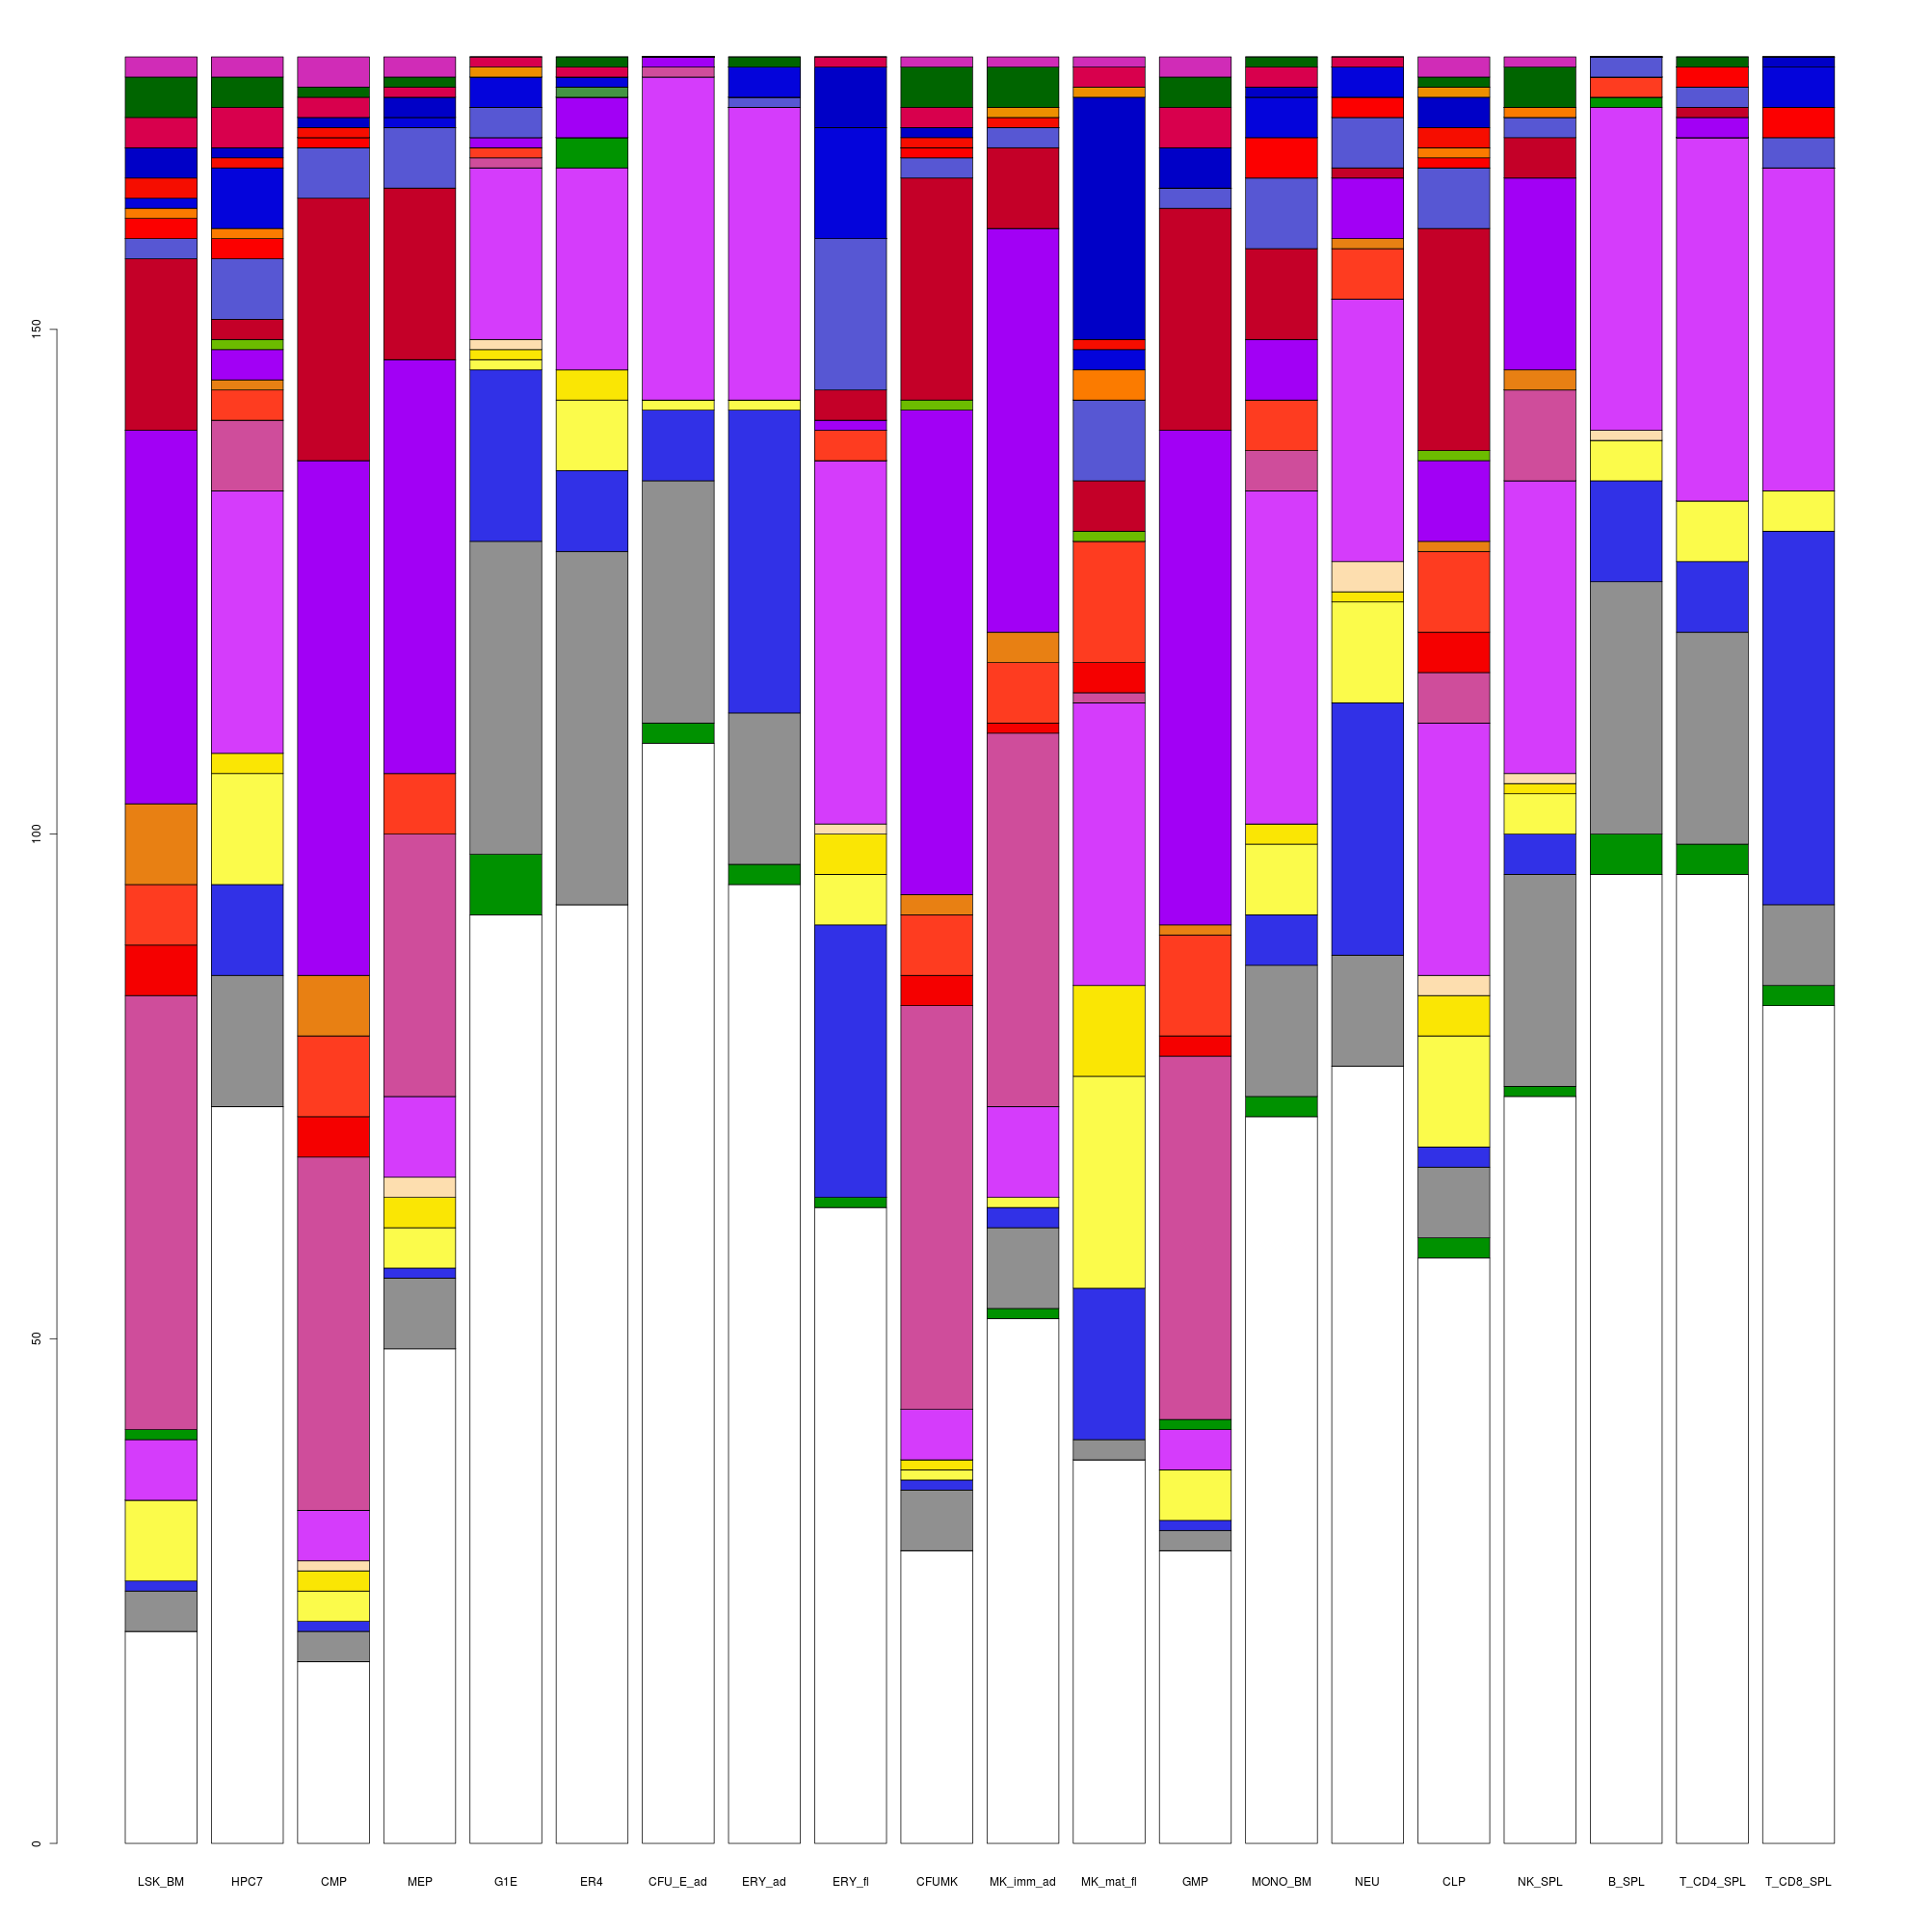 150
100
50
0
LSK_BM HPC7 CMP MEP G1E ER4 CFU_E_ad ERY_ad ERY_fl CFUMK MK_imm_ad MK_mat_fl GMP MONO_BM NEU CLP NK_SPL B_SPL T_CD4_SPL T_CD8_SPL